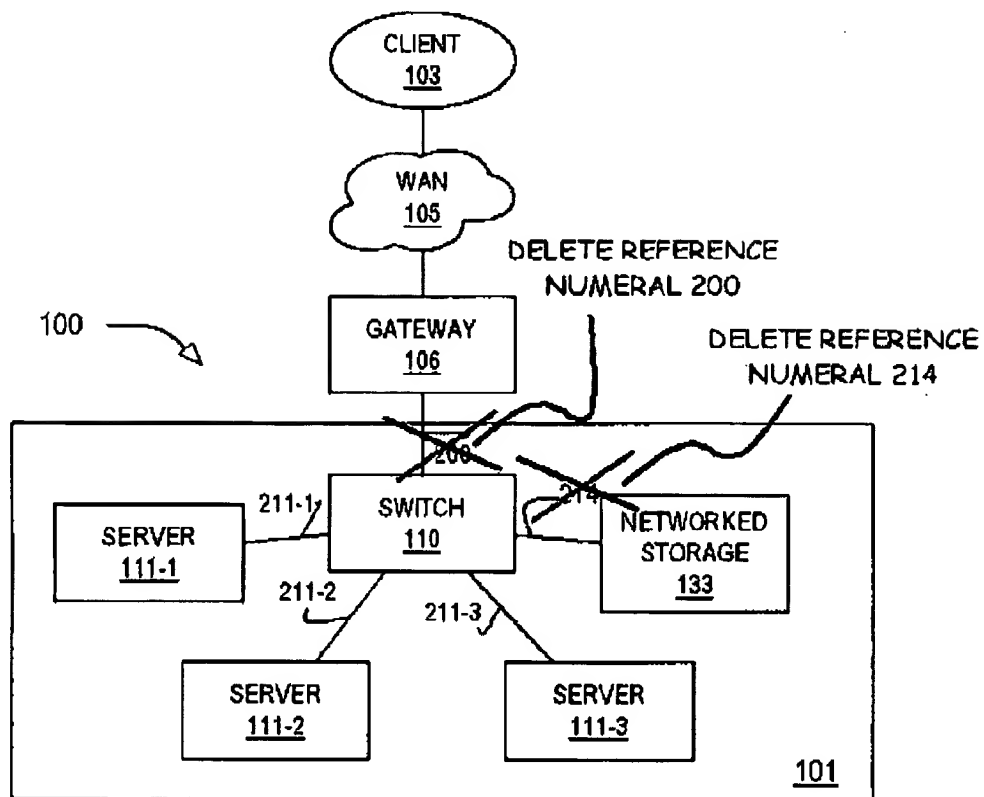 CLIENT
103
WAN
105
DELETE REFERENCE
NUMERAL 200
100
GATEWAY
106
DELETE REFERENCE
NUMERAL 214
200
214
211-1
SWITCH
110
NETWORKED
STORAGE
133
SERVER
111-1
211-2
211-3
SERVER
111-2
SERVER
111-3
101